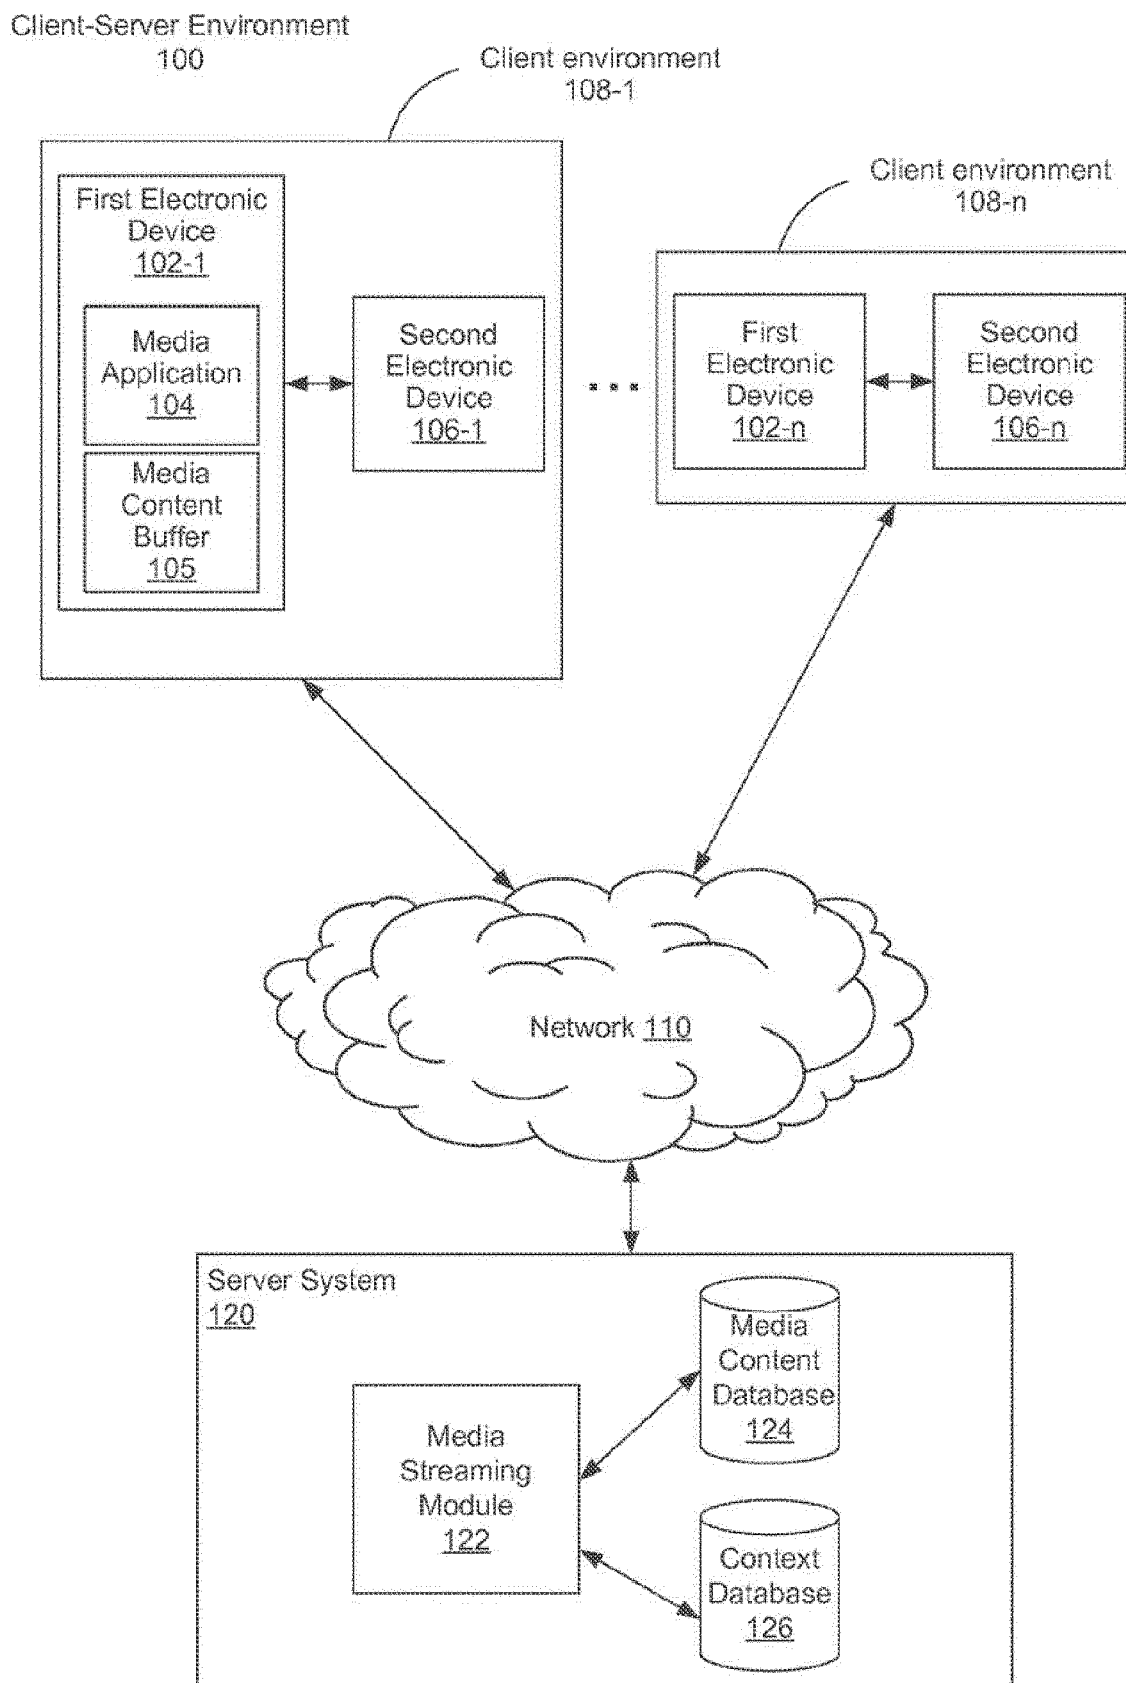 Client-Server Environment
100
Client environment
108-1
Client environment
108-n
First Electronic
Device
102-1
Media
Application
104
Media
Content
Buffer
105
Second
Electronic
Device
106-1
...
First
Electronic
Device
102-n
Second
Electronic
Device
106-n
Network 110
Server System
120
Media
Streaming
Module
122
Media
Content
Database
124
Context
Database
126